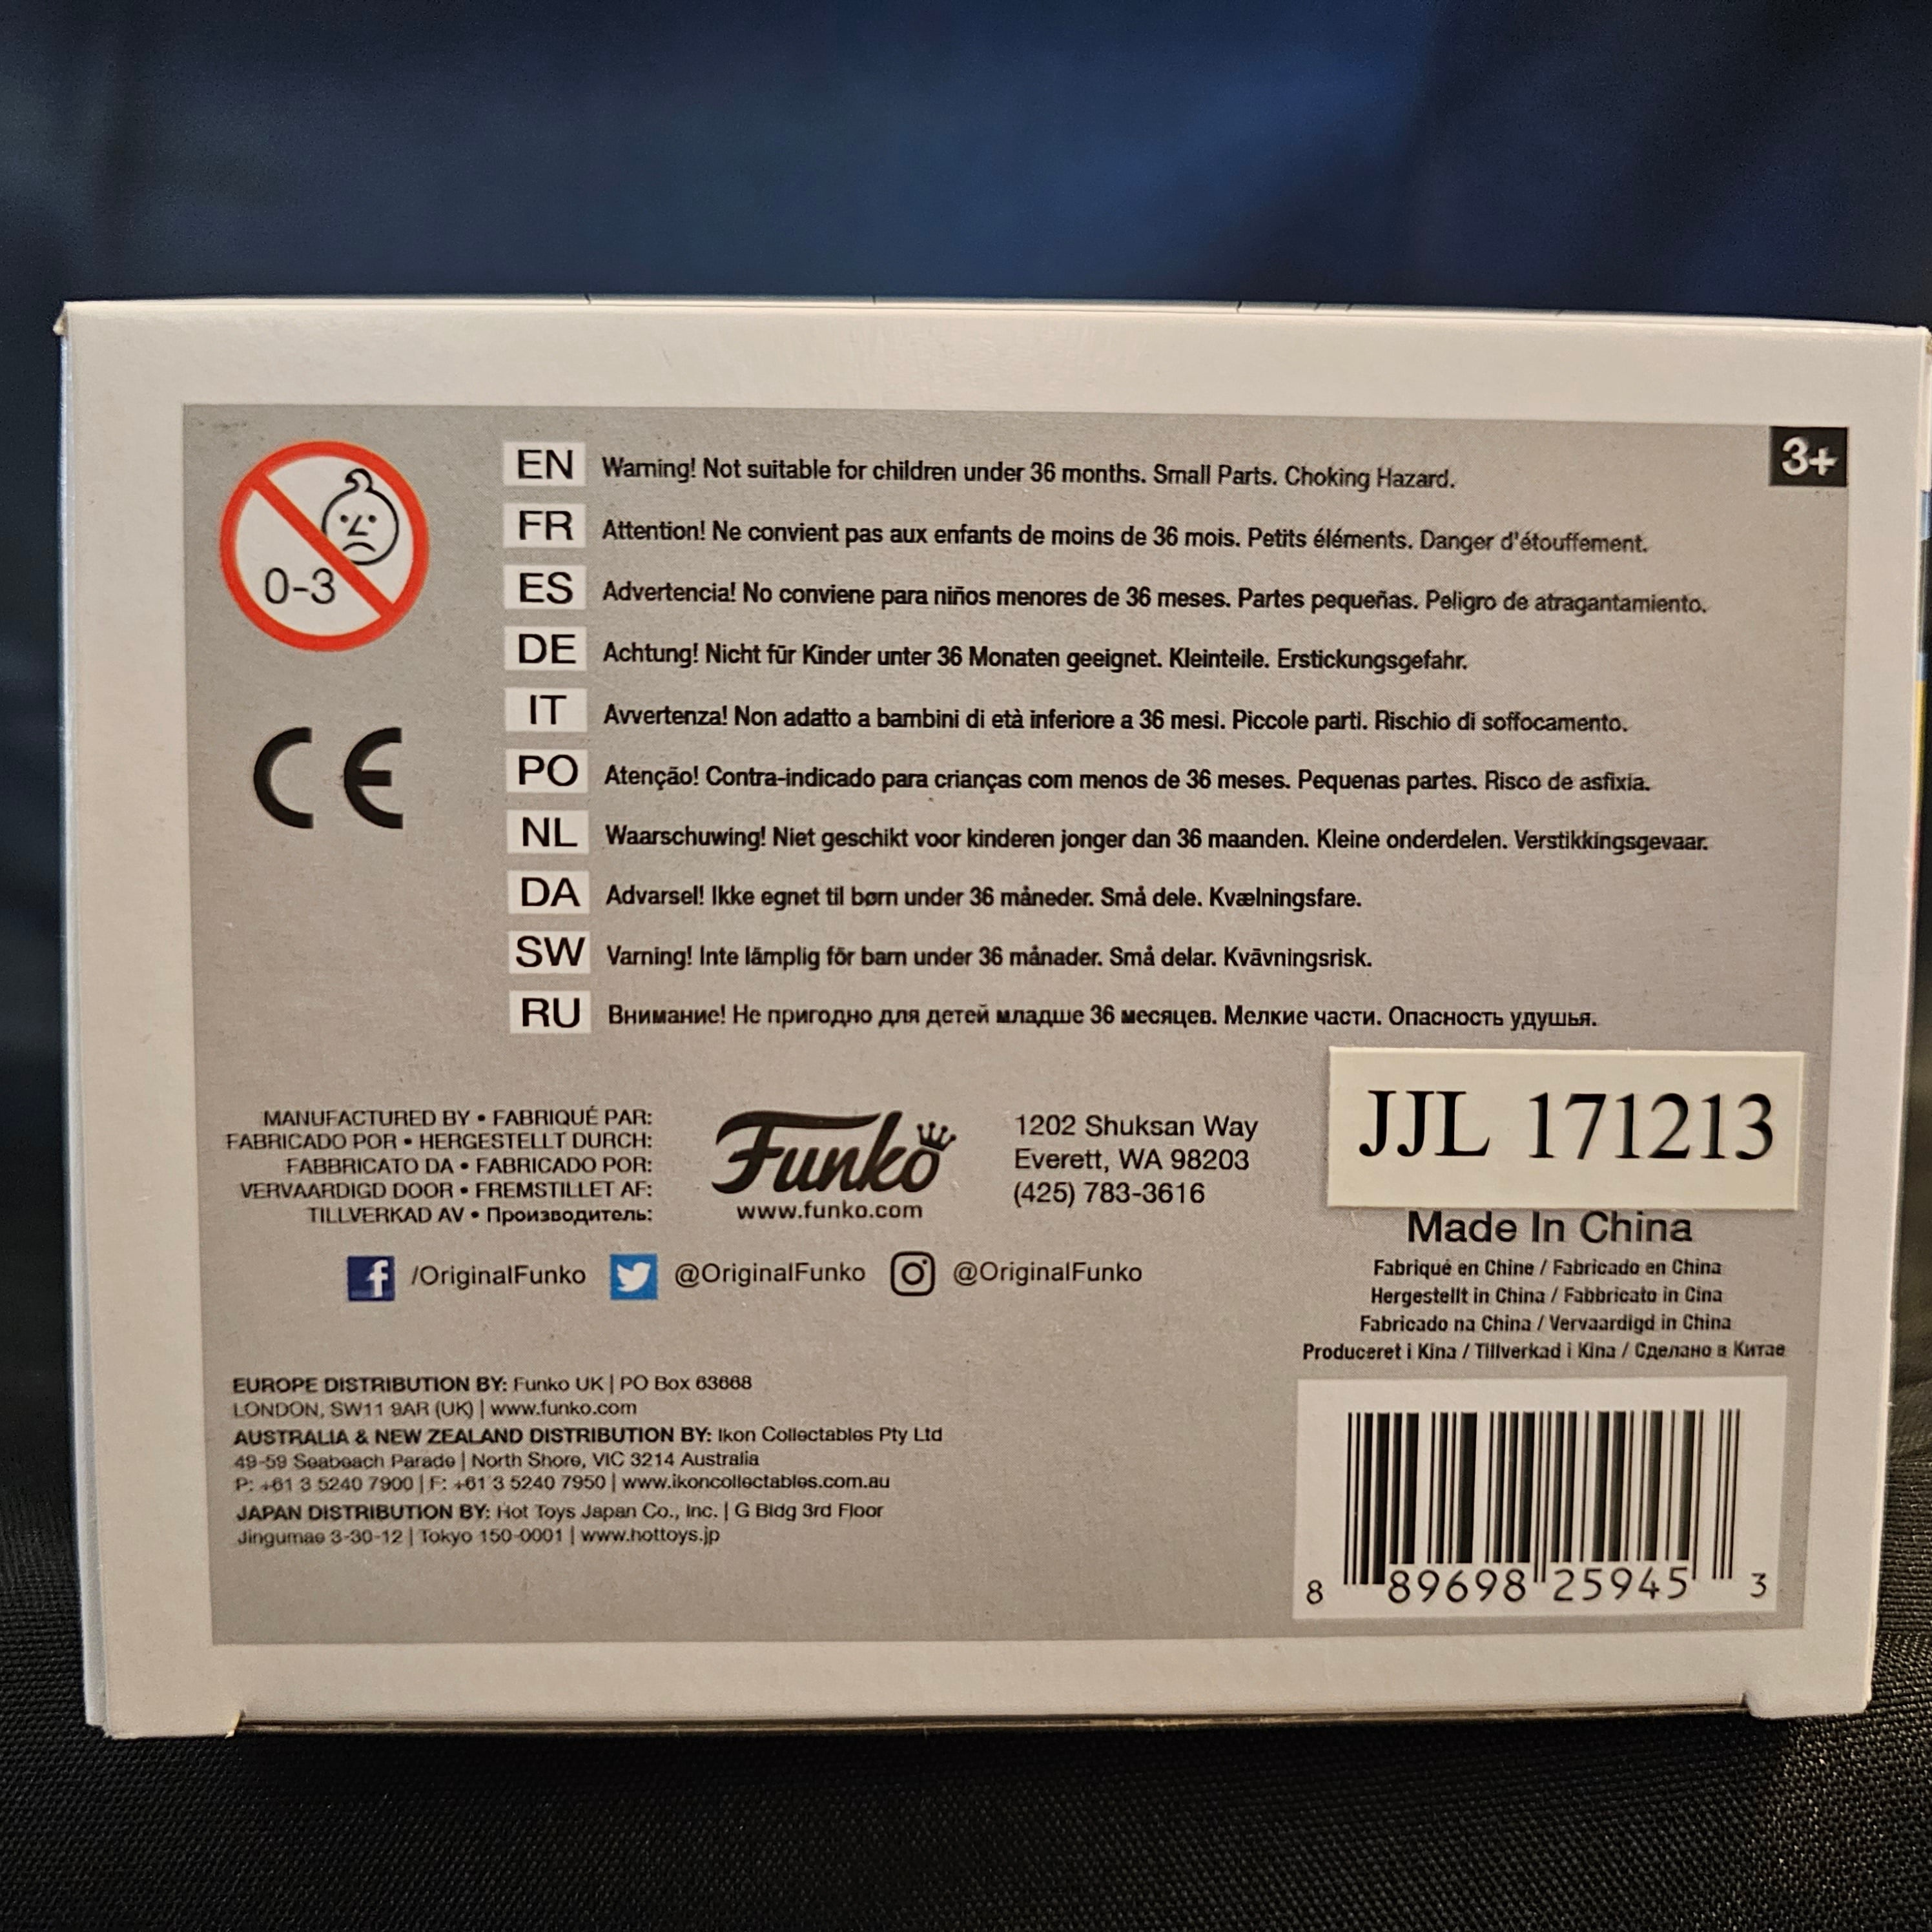 0-3
3+
EN Warning! Not suitable for children under 36 months. Small Parts. Choking Hazard.
FR Attention! Ne convient pas aux enfants de moins de 36 mois. Petits éléments. Danger d'étouffement.
ES Advertencia! No conviene para niños menores de 36 meses. Partes pequeñas. Peligro de atragantamiento.
DE Achtung! Nicht für Kinder unter 36 Monaten geeignet. Kleinteile. Erstickungsgefahr.
IT Avvertenza! Non adatto a bambini di età inferiore a 36 mesi. Piccole parti. Rischio di soffocamento.
PO Atenção! Contra-indicado para crianças com menos de 36 meses. Pequenas partes. Risco de asfixia.
NL Waarschuwing! Niet geschikt voor kinderen jonger dan 36 maanden. Kleine onderdelen. Verstikkingsgevaar.
DA Advarsel! Ikke egnet til børn under 36 måneder. Små dele. Kvælningsfare.
SW Varning! Inte lämplig för barn under 36 månader. Små delar. Kvävningsrisk.
RU Внимание! Не пригодно для детей младше 36 месяцев. Мелкие части. Опасность удушья.
CE
MANUFACTURED BY • FABRIQUÉ PAR:
FABRICADO POR • HERGESTELLT DURCH:
FABBRICATO DA • FABRICADO POR:
VERVAARDIGD DOOR • FREMSTILLET AF:
TILLVERKAD AV • Производитель:
Funko
www.funko.com
1202 Shuksan Way
Everett, WA 98203
(425) 783-3616
JJL 171213
Made In China
Fabriqué en Chine / Fabricado en China
Hergestellt in China / Fabbricato in Cina
Fabricado na China / Vervaardigd in China
Produceret i Kina / Tillverkad i Kina / Сделано в Китае
f /OriginalFunko @OriginalFunko @OriginalFunko
EUROPE DISTRIBUTION BY: Funko UK | PO Box 63668
LONDON, SW11 9AR (UK) | www.funko.com
AUSTRALIA & NEW ZEALAND DISTRIBUTION BY: Ikon Collectables Pty Ltd
49-59 Seabeach Parade | North Shore, VIC 3214 Australia
P: +61 3 5240 7900 | F: +61 3 5240 7950 | www.ikoncollectables.com.au
JAPAN DISTRIBUTION BY: Hot Toys Japan Co., Inc. | G Bldg 3rd Floor
Jingumae 3-30-12 | Tokyo 150-0001 | www.hottoys.jp
8 89698 25945 3